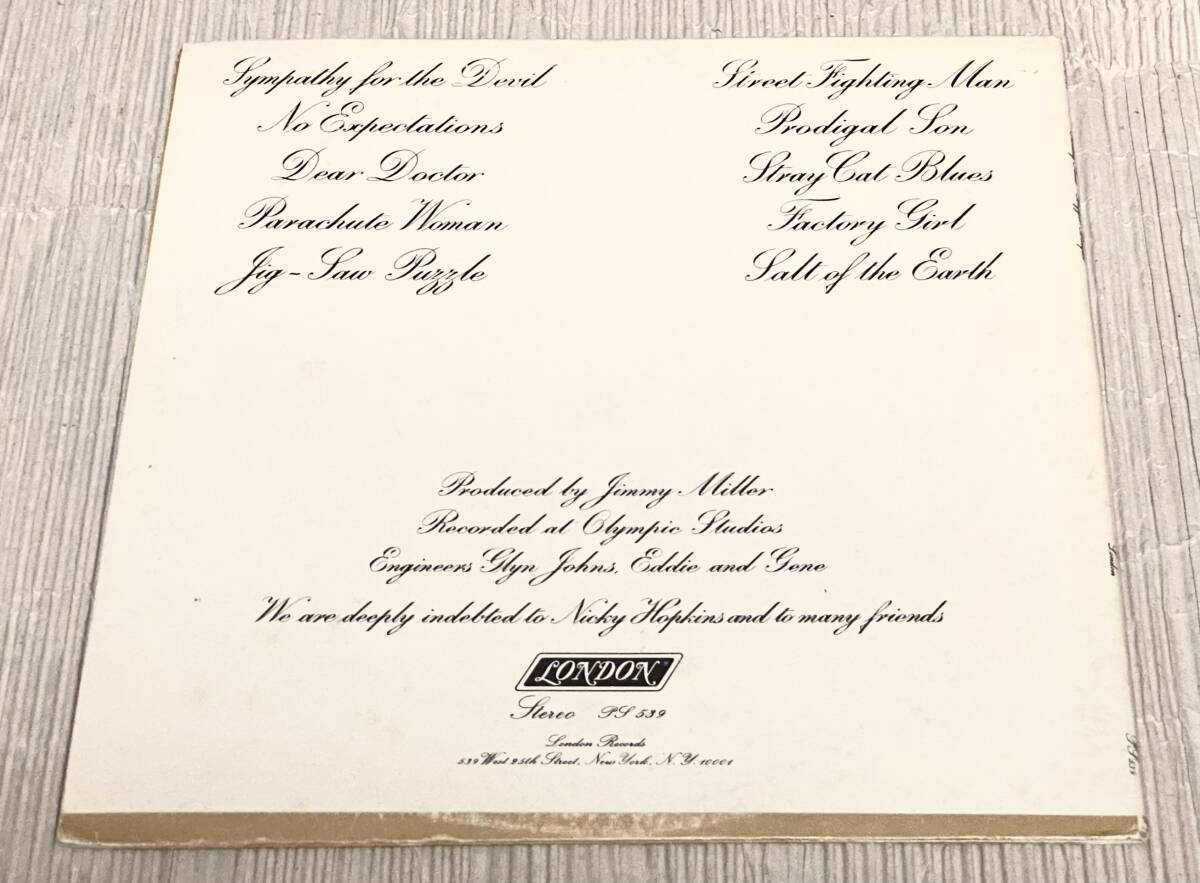 Sympathy for the Devil
No Expectations
Dear Doctor
Parachute Woman
Jig-Saw Puzzle
Street Fighting Man
Prodigal Son
Stray Cat Blues
Factory Girl
Salt of the Earth
Produced by Jimmy Miller
Recorded at Olympic Studios
Engineers Glyn Johns, Eddie and Gene
We are deeply indebted to Nicky Hopkins and to many friends
LONDON
Stereo PS 539
London Records
539 West 25th Street, New York, N.Y. 10001
London
PS 539